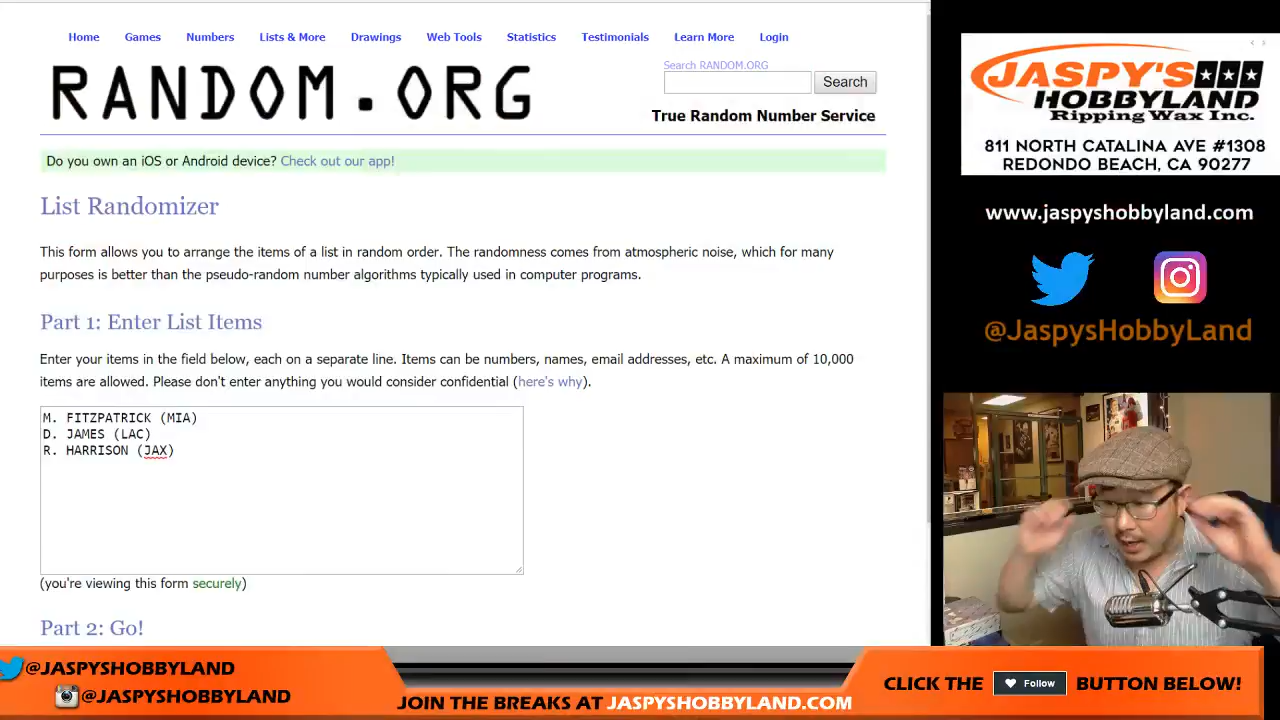 Home Games Numbers Lists & More Drawings Web Tools Statistics Testimonials Learn More Login
RANDOM.ORG
Search RANDOM.ORG
Search
True Random Number Service
Do you own an iOS or Android device? Check out our app!
List Randomizer
This form allows you to arrange the items of a list in random order. The randomness comes from atmospheric noise, which for many
purposes is better than the pseudo-random number algorithms typically used in computer programs.
Part 1: Enter List Items
Enter your items in the field below, each on a separate line. Items can be numbers, names, email addresses, etc. A maximum of 10,000
items are allowed. Please don't enter anything you would consider confidential (here's why).
M. FITZPATRICK (MIA)
D. JAMES (LAC)
R. HARRISON (JAX)
(you're viewing this form securely)
Part 2: Go!
JASPY'S
HOBBYLAND
Ripping Wax Inc.
811 NORTH CATALINA AVE #1308
REDONDO BEACH, CA 90277
www.jaspyshobbyland.com
@JaspysHobbyLand
@JASPYSHOBBYLAND
@JASPYSHOBBYLAND
JOIN THE BREAKS AT JASPYSHOBBYLAND.COM
CLICK THE Follow BUTTON BELOW!